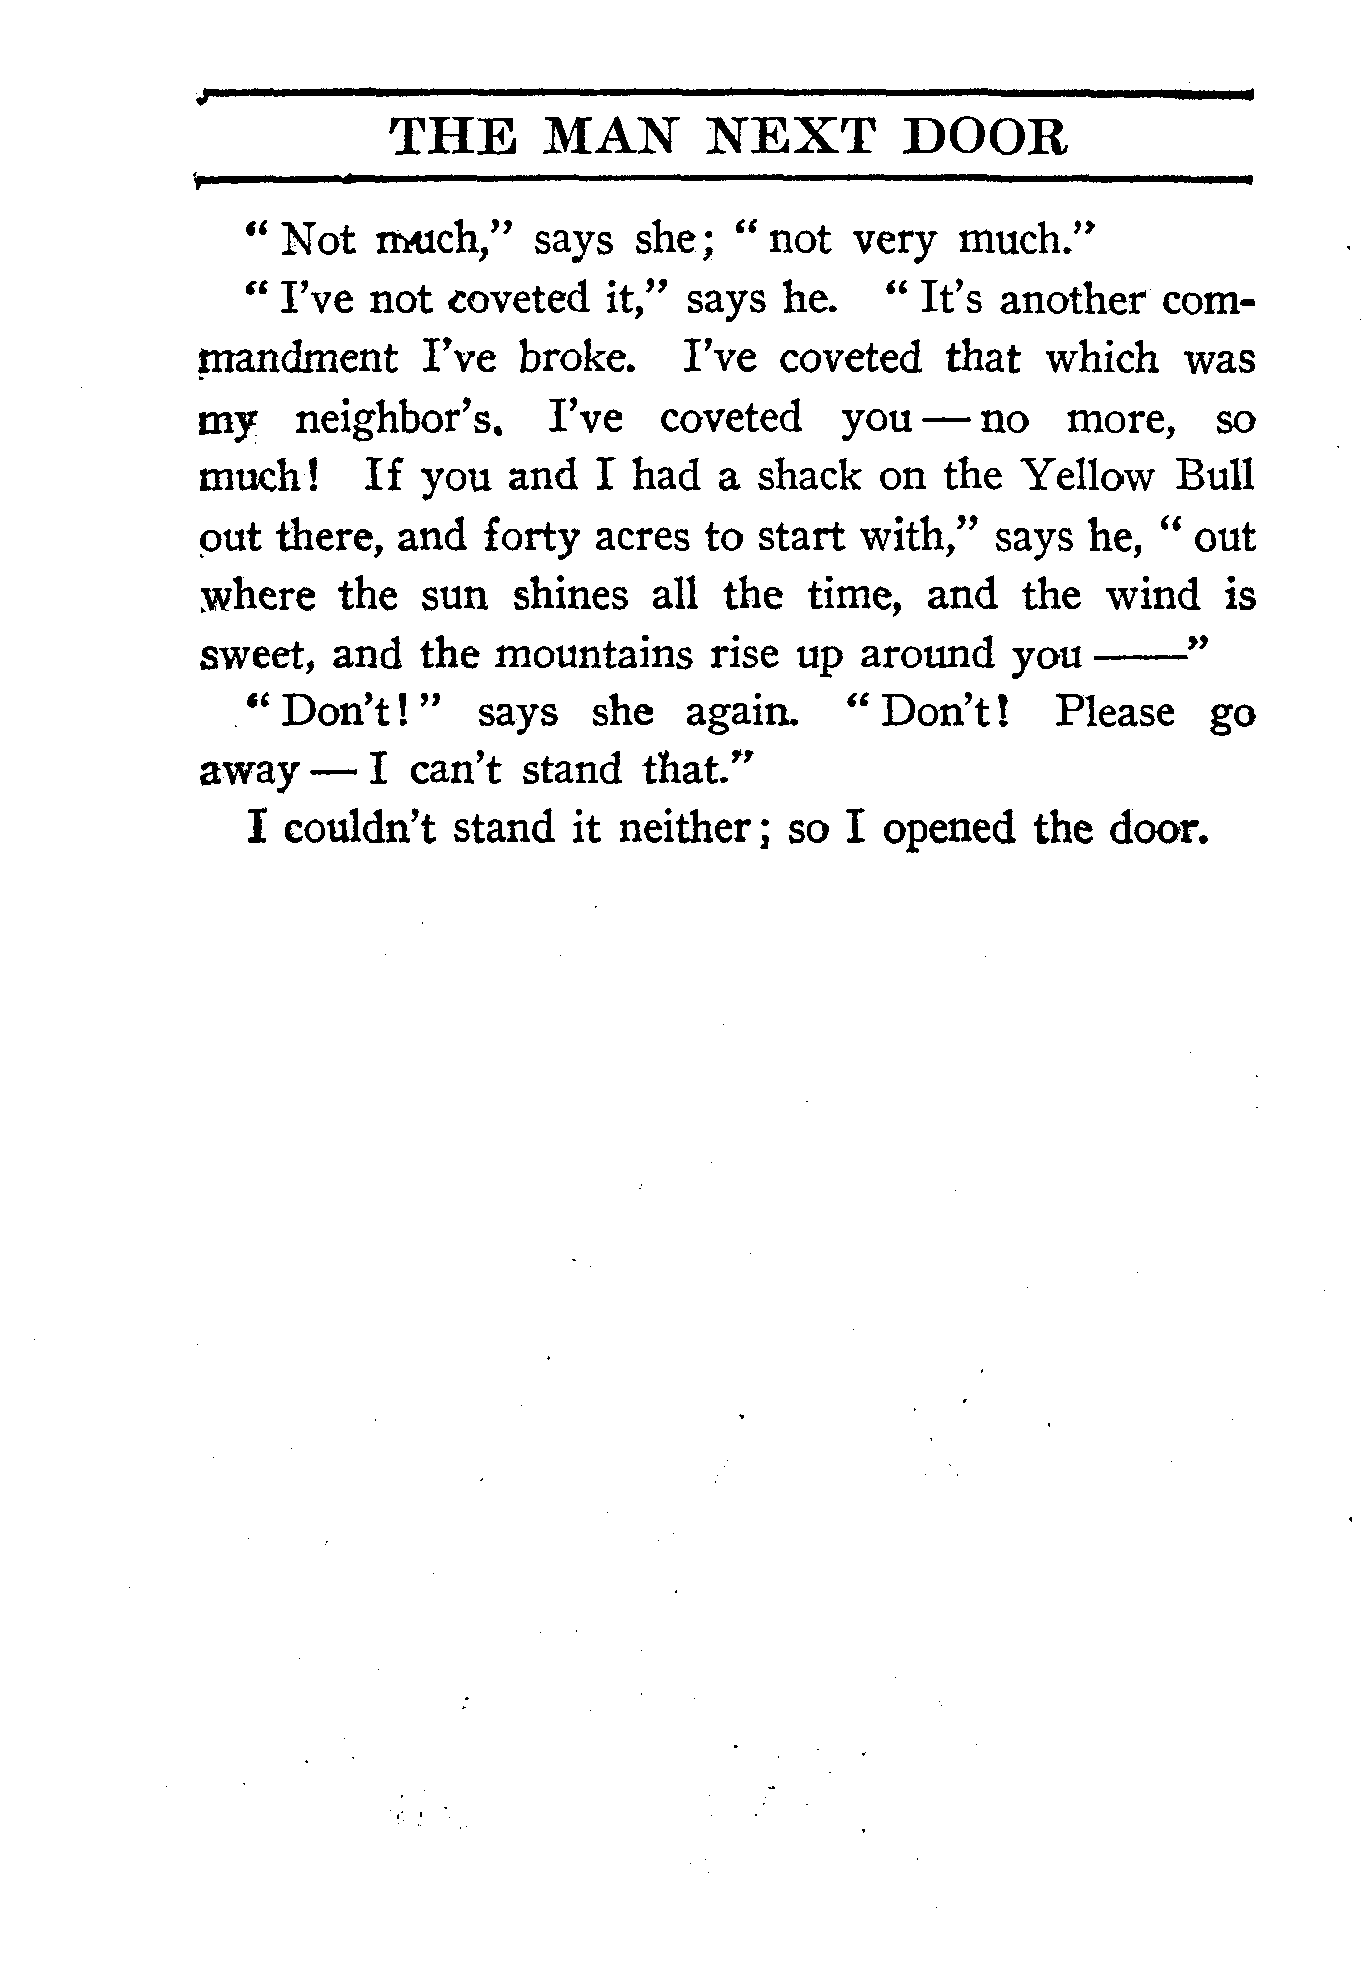 THE MAN NEXT DOOR
“ Not much,” says she; “ not very much.”
“ I’ve not coveted it,” says he. “ It’s another com-
mandment I’ve broke. I’ve coveted that which was
my neighbor’s. I’ve coveted you — no more, so
much! If you and I had a shack on the Yellow Bull
out there, and forty acres to start with,” says he, “ out
where the sun shines all the time, and the wind is
sweet, and the mountains rise up around you ——”
“ Don’t! ” says she again. “ Don’t! Please go
away — I can’t stand that.”
I couldn’t stand it neither; so I opened the door.